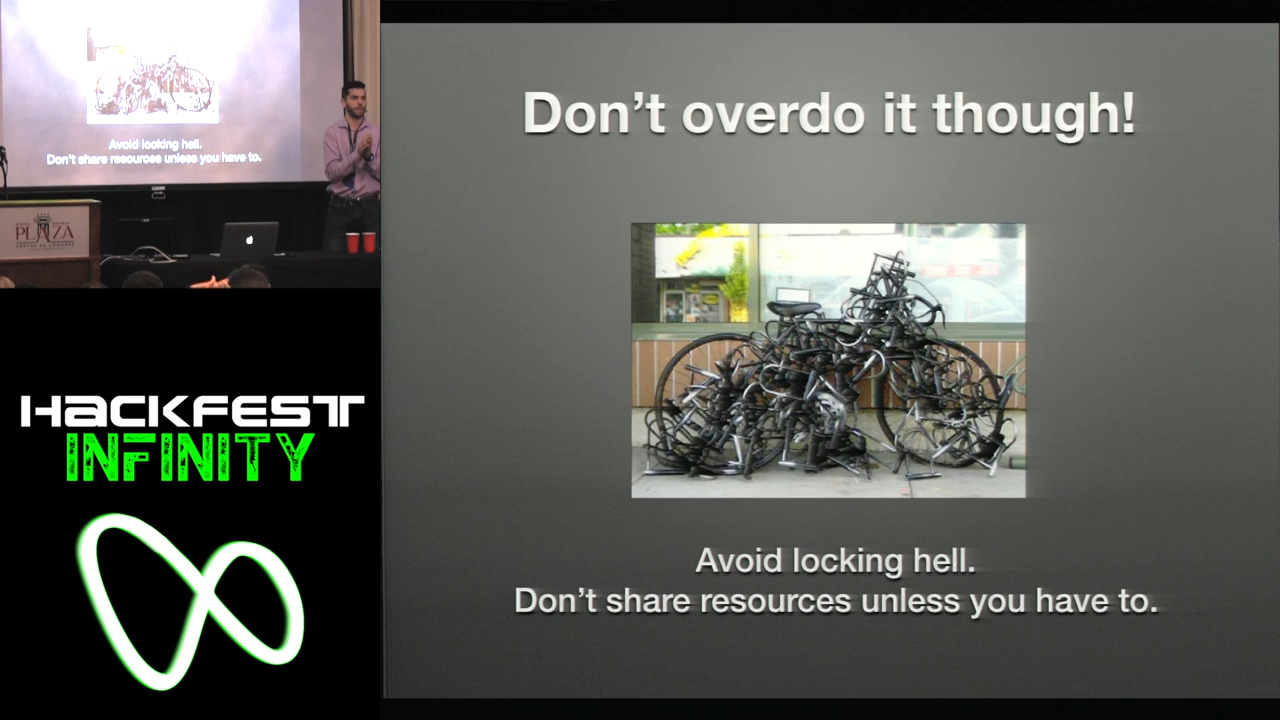 Avoid locking hell.
Don't share resources unless you have to.
PLAZA
HACKFEST
INFINITY
Don't overdo it though!
Avoid locking hell.
Don't share resources unless you have to.